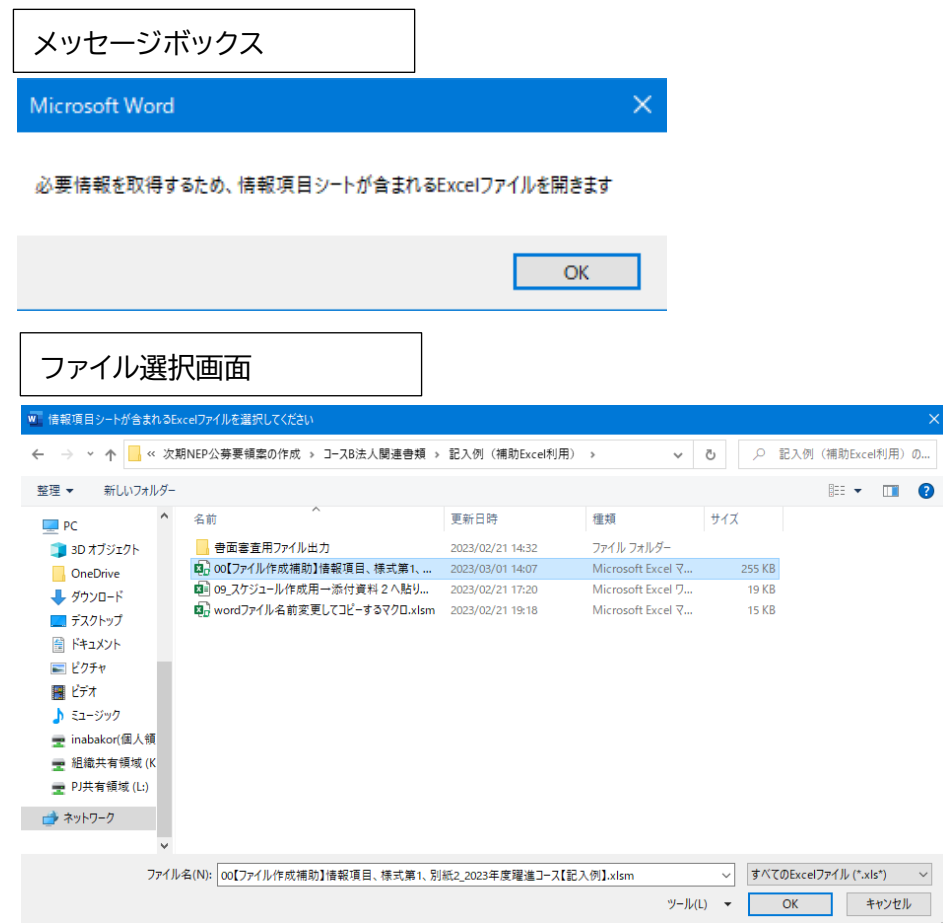 メッセージボックス
Microsoft Word
必要情報を取得するため、情報項目シートが含まれるExcelファイルを開きます
OK
ファイル選択画面
情報項目シートが含まれるExcelファイルを選択してください
« 次期NEP公募要領案の作成 › コースB法人関連書類 › 記入例（補助Excel利用） ›
記入例（補助Excel利用）の...
整理 新しいフォルダー
名前 更新日時 種類 サイズ
PC
3D オブジェクト
OneDrive
ダウンロード
デスクトップ
ドキュメント
ピクチャ
ビデオ
ミュージック
inabakor(個人領
組織共有領域 (K
PJ共有領域 (L:)
ネットワーク
書面審査用ファイル出力 2023/02/21 14:32 ファイル フォルダー
00【ファイル作成補助】情報項目、様式第1、... 2023/03/01 14:07 Microsoft Excel マ... 255 KB
09_スケジュール作成用ー添付資料２へ貼り... 2023/02/21 17:20 Microsoft Excel ワ... 19 KB
wordファイル名前変更してコピーするマクロ.xlsm 2023/02/21 19:18 Microsoft Excel マ... 15 KB
ファイル名(N): 00【ファイル作成補助】情報項目、様式第1、別紙2_2023年度躍進コース【記入例】.xlsm すべてのExcelファイル (*.xls*)
ツール(L) OK キャンセル